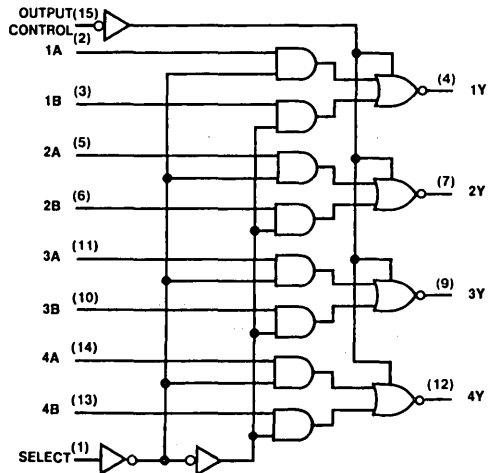 OUTPUT (15)
CONTROL
1A (2)
1B (3)
(4) 1Y
2A (5)
2B (6)
(7) 2Y
3A (11)
3B (10)
(9) 3Y
4A (14)
4B (13)
(12) 4Y
SELECT (1)